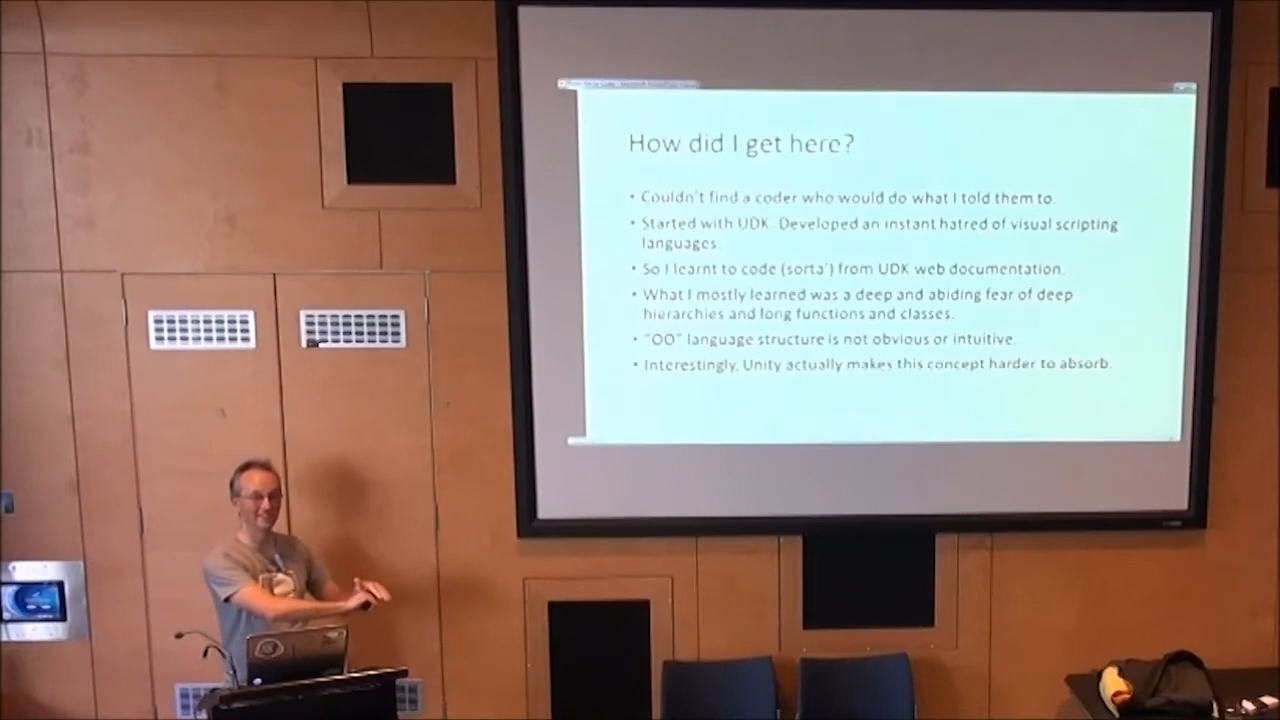 How did I get here?
• Couldn't find a coder who would do what I told them to.
• Started with UDK. Developed an instant hatred of visual scripting
languages.
• So I learnt to code (sorta') from UDK web documentation.
• What I mostly learned was a deep and abiding fear of deep
hierarchies and long functions and classes.
• "OO" language structure is not obvious or intuitive.
• Interestingly, Unity actually makes this concept harder to absorb.